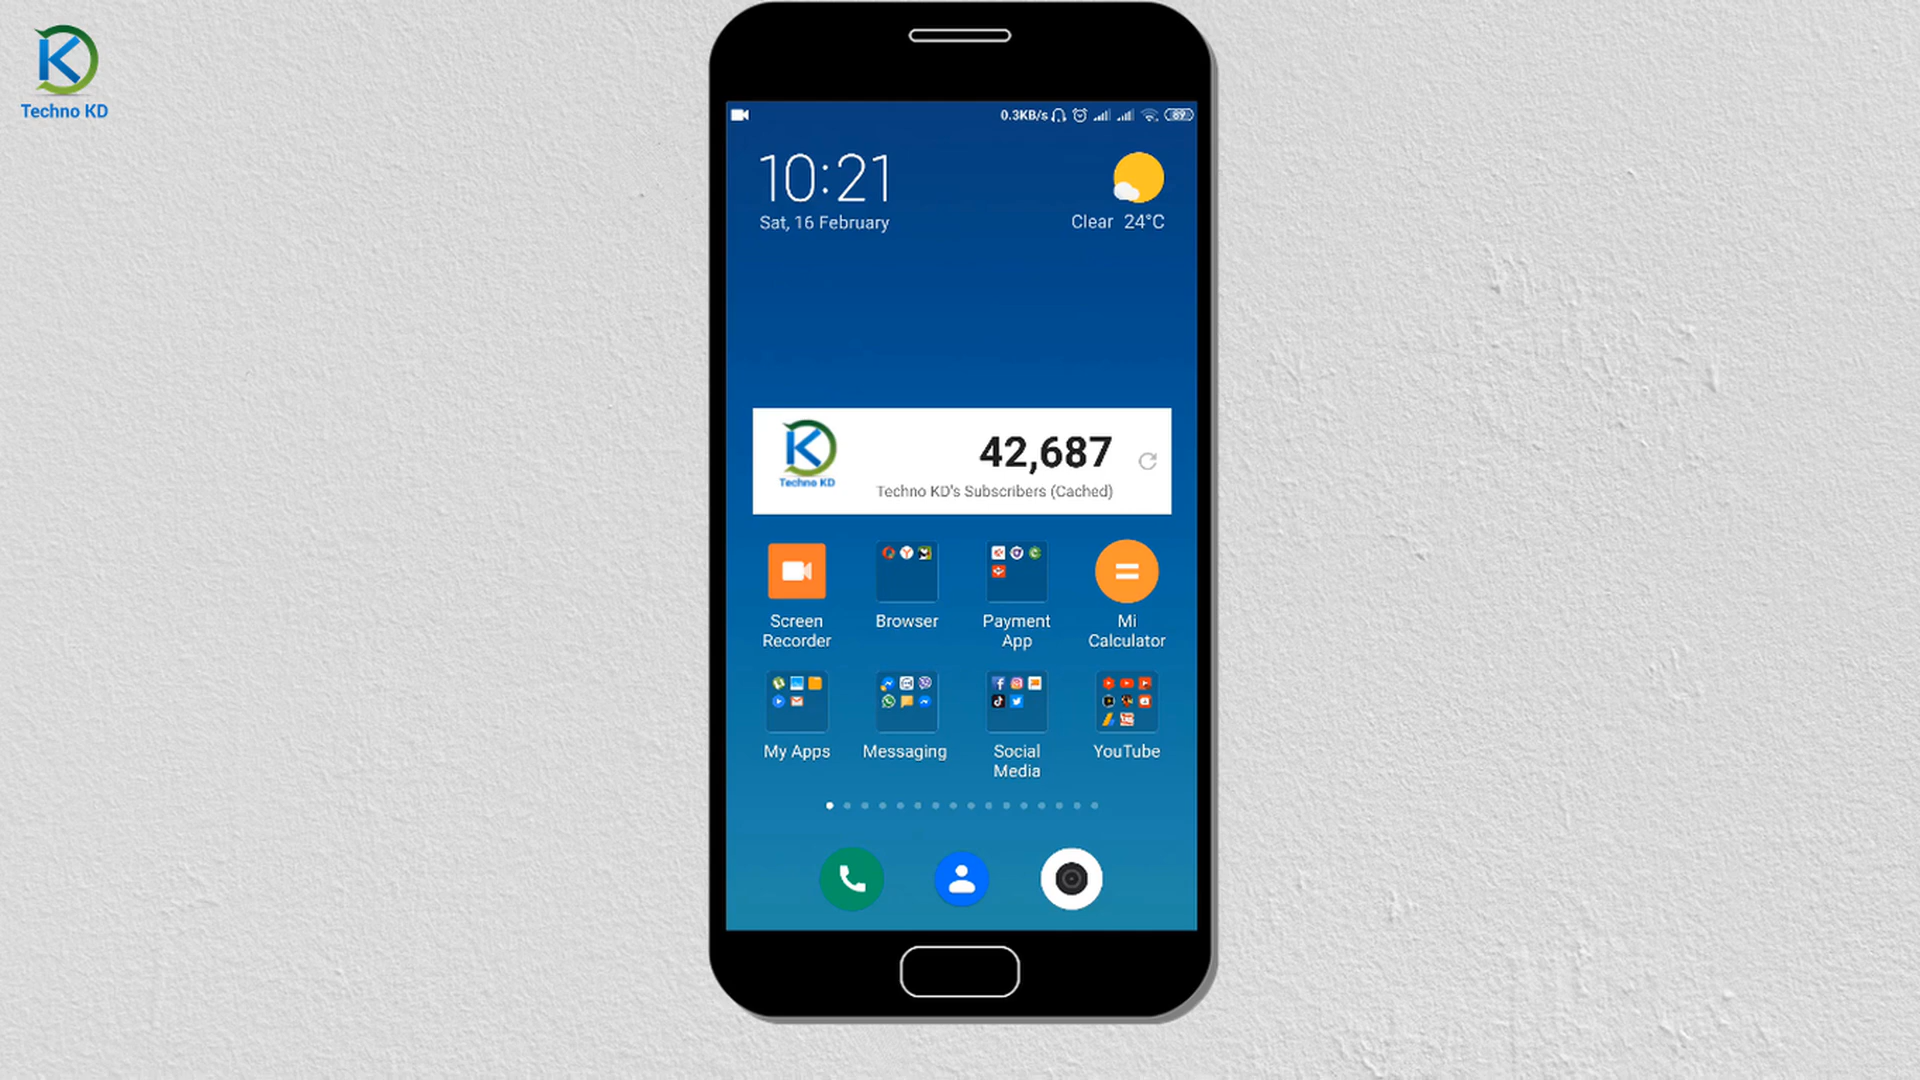 Techno KD
0.3KB/s
89
10:21
Sat, 16 February
Clear 24°C
42,687
Techno KD
Techno KD's Subscribers (Cached)
Screen
Recorder
Browser
Payment
App
Mi
Calculator
My Apps
Messaging
Social
Media
YouTube